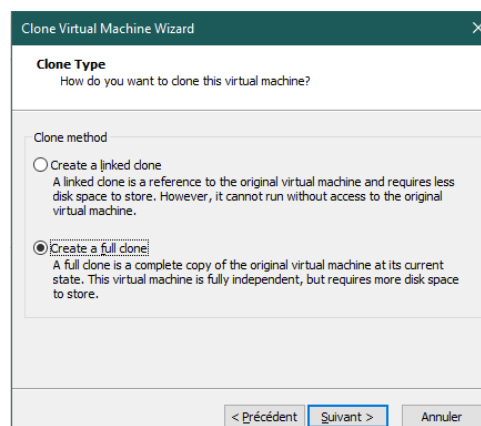 Clone Virtual Machine Wizard
Clone Type
How do you want to clone this virtual machine?
Clone method
Create a linked clone
A linked clone is a reference to the original virtual machine and requires less
disk space to store. However, it cannot run without access to the original
virtual machine.
Create a full clone
A full clone is a complete copy of the original virtual machine at its current
state. This virtual machine is fully independent, but requires more disk space
to store.
< Précédent Suivant > Annuler